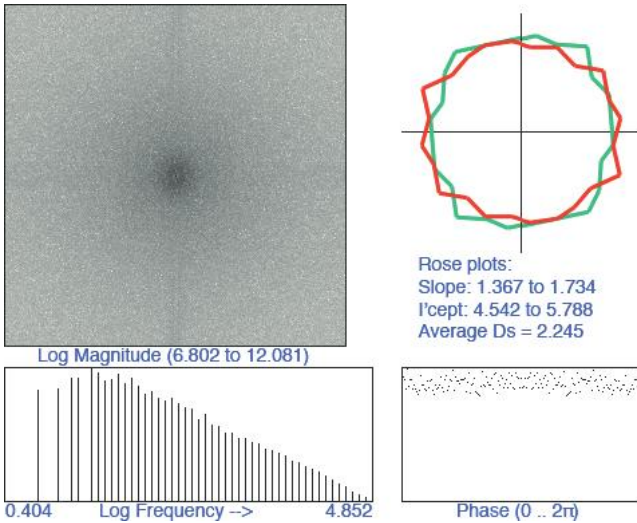 Rose plots:
Slope: 1.367 to 1.734
I'cept: 4.542 to 5.788
Average Ds = 2.245
Log Magnitude (6.802 to 12.081)
0.404 Log Frequency --> 4.852
Phase (0 .. 2π)